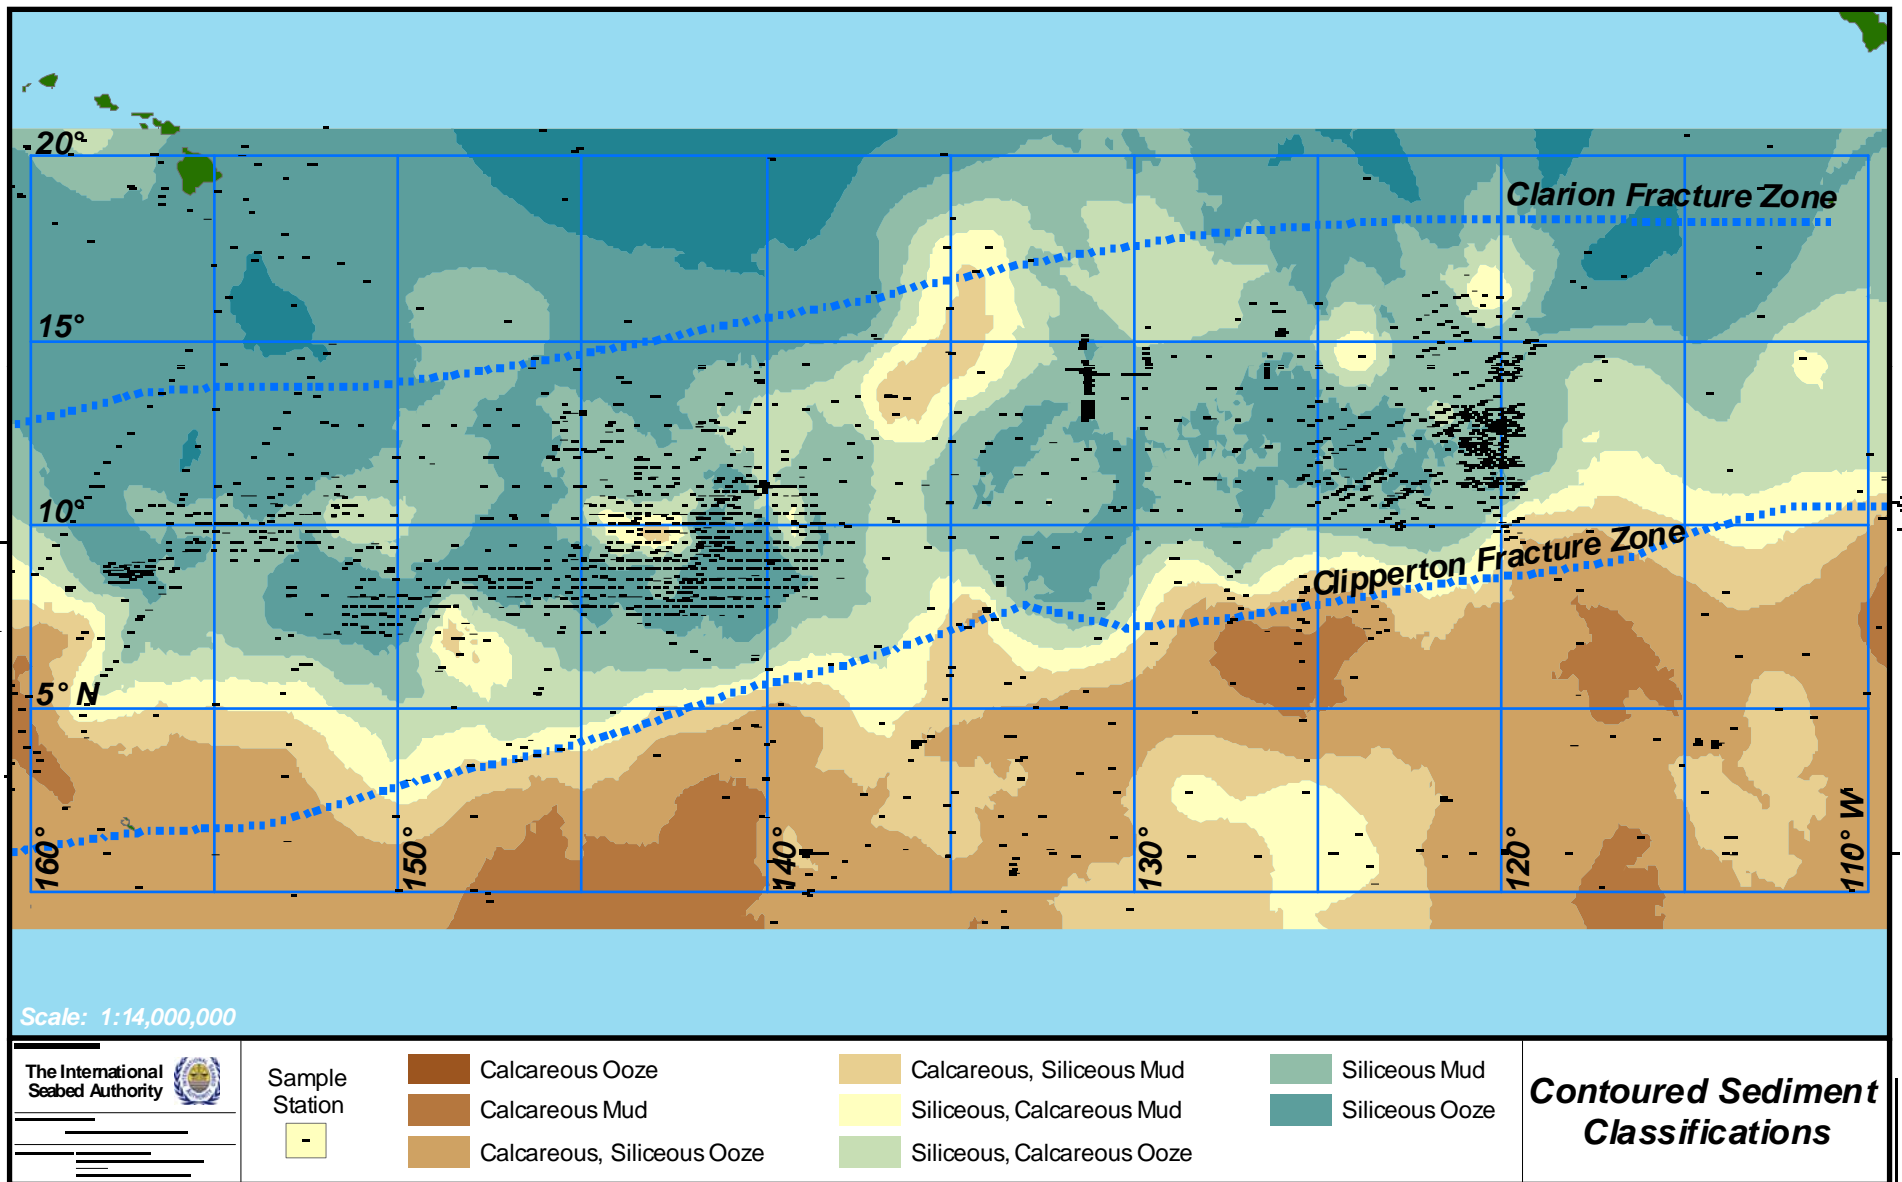 20°
Clarion Fracture Zone
15°
10°
Clipperton Fracture Zone
5° N
160°
150°
140°
130°
120°
110° W
Scale: 1:14,000,000
The International
Seabed Authority
Sample
Station
Calcareous Ooze
Calcareous Mud
Calcareous, Siliceous Ooze
Calcareous, Siliceous Mud
Siliceous, Calcareous Mud
Siliceous, Calcareous Ooze
Siliceous Mud
Siliceous Ooze
Contoured Sediment
Classifications